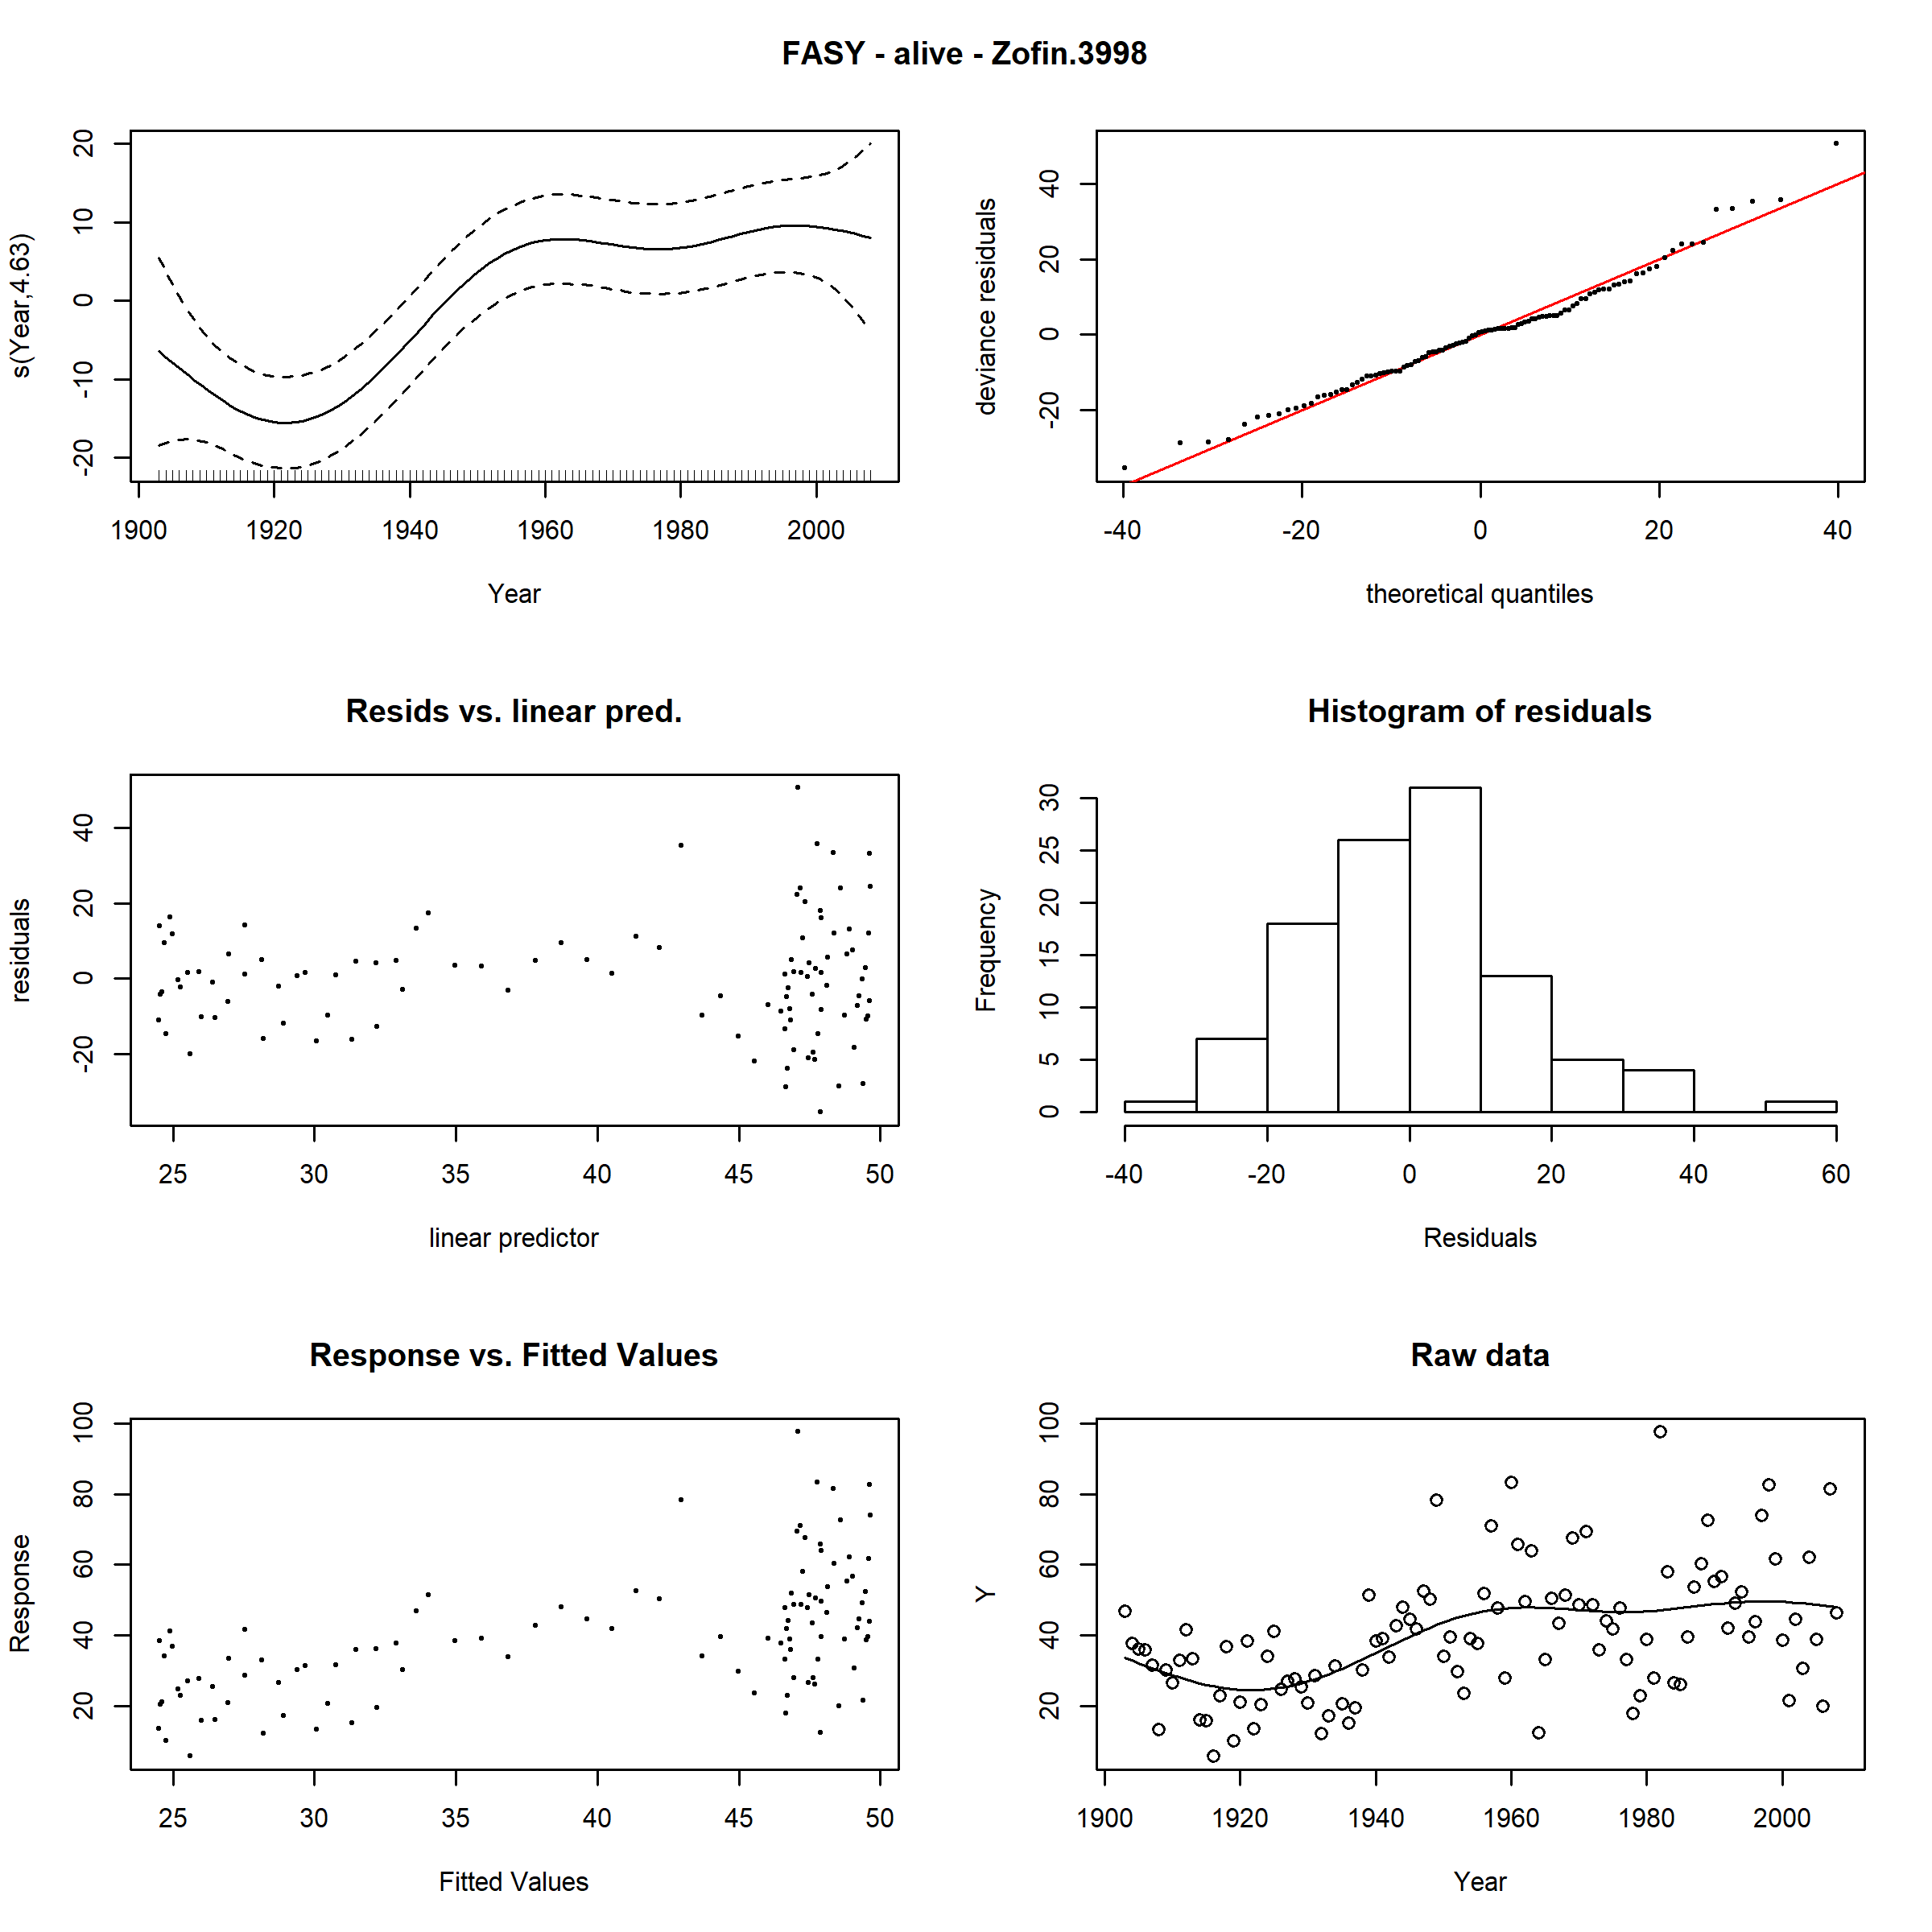 FASY - alive - Zofin.3998
s(Year,4.63)
20
10
0
-10
-20
1900 1920 1940 1960 1980 2000
Year
deviance residuals
40
20
0
-20
-40 -20 0 20 40
theoretical quantiles
Resids vs. linear pred.
residuals
40
20
0
-20
25 30 35 40 45 50
linear predictor
Histogram of residuals
Frequency
30
25
20
15
10
5
0
-40 -20 0 20 40 60
Residuals
Response vs. Fitted Values
Response
100
80
60
40
20
25 30 35 40 45 50
Fitted Values
Raw data
Y
100
80
60
40
20
1900 1920 1940 1960 1980 2000
Year